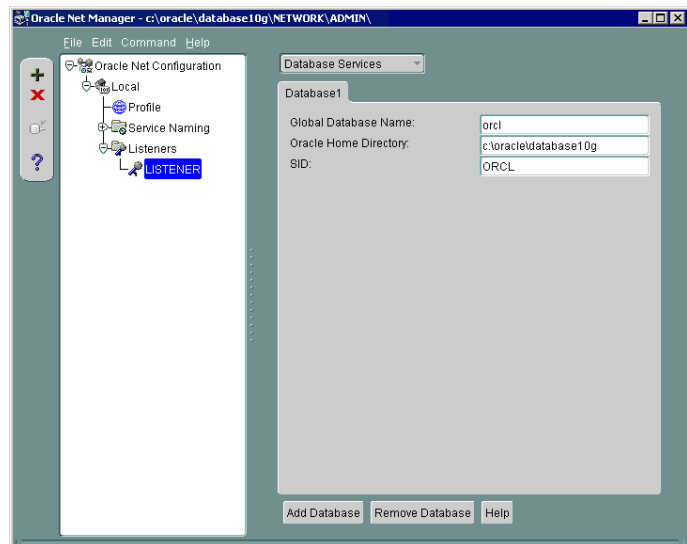 Oracle Net Manager - c:\oracle\database10g\NETWORK\ADMIN\
File Edit Command Help
Oracle Net Configuration
Local
Profile
Service Naming
Listeners
LISTENER
Database Services
Database1
Global Database Name:
orcl
Oracle Home Directory:
c:\oracle\database10g
SID:
ORCL
Add Database
Remove Database
Help